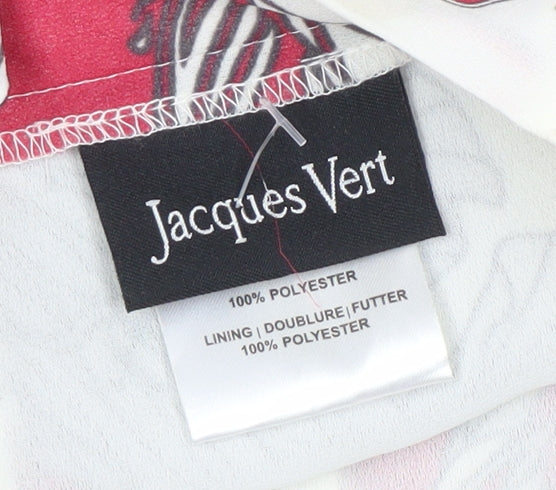 Jacques Vert
100% POLYESTER
LINING | DOUBLURE | FUTTER
100% POLYESTER